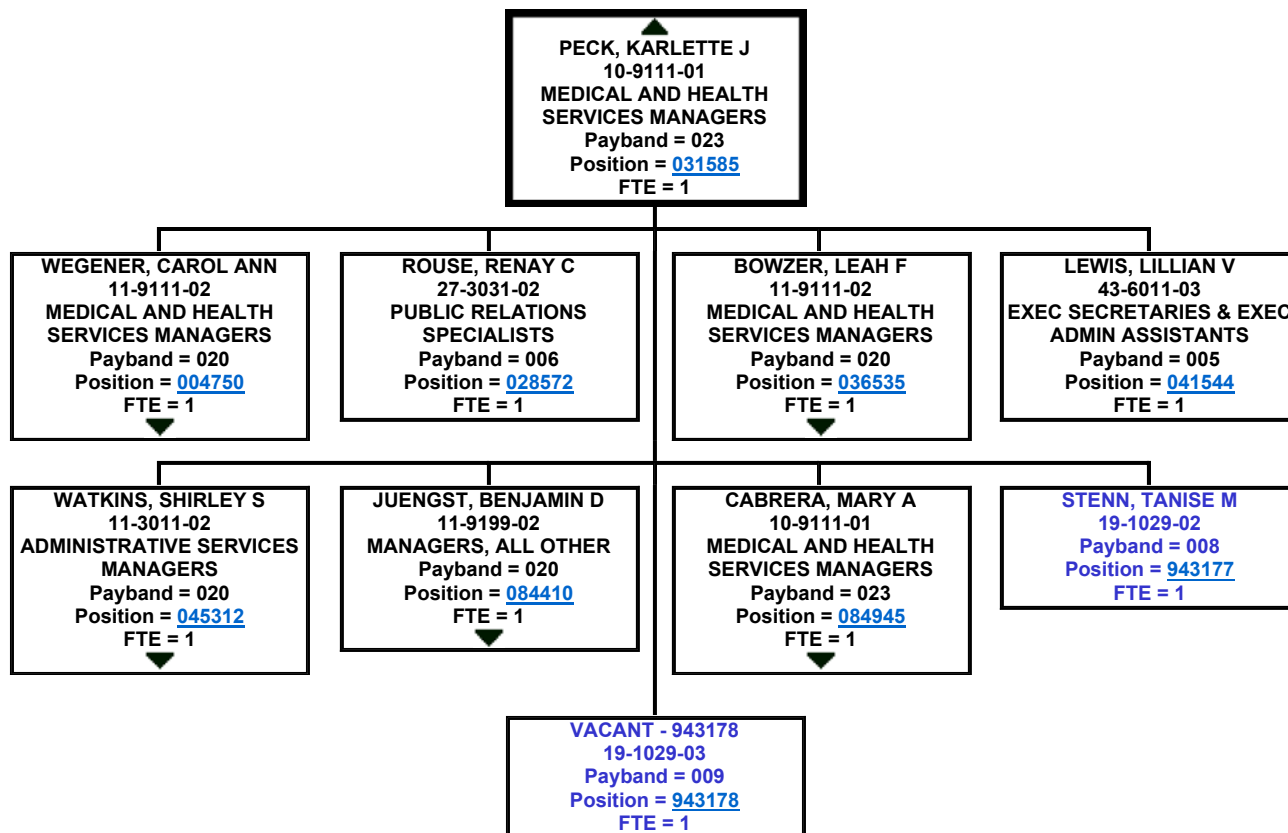 PECK, KARLETTE J
10-9111-01
MEDICAL AND HEALTH
SERVICES MANAGERS
Payband = 023
Position = 031585
FTE = 1
WEGENER, CAROL ANN
11-9111-02
MEDICAL AND HEALTH
SERVICES MANAGERS
Payband = 020
Position = 004750
FTE = 1
ROUSE, RENAY C
27-3031-02
PUBLIC RELATIONS
SPECIALISTS
Payband = 006
Position = 028572
FTE = 1
BOWZER, LEAH F
11-9111-02
MEDICAL AND HEALTH
SERVICES MANAGERS
Payband = 020
Position = 036535
FTE = 1
LEWIS, LILLIAN V
43-6011-03
EXEC SECRETARIES & EXEC
ADMIN ASSISTANTS
Payband = 005
Position = 041544
FTE = 1
WATKINS, SHIRLEY S
11-3011-02
ADMINISTRATIVE SERVICES
MANAGERS
Payband = 020
Position = 045312
FTE = 1
JUENGST, BENJAMIN D
11-9199-02
MANAGERS, ALL OTHER
Payband = 020
Position = 084410
FTE = 1
CABRERA, MARY A
10-9111-01
MEDICAL AND HEALTH
SERVICES MANAGERS
Payband = 023
Position = 084945
FTE = 1
STENN, TANISE M
19-1029-02
Payband = 008
Position = 943177
FTE = 1
VACANT - 943178
19-1029-03
Payband = 009
Position = 943178
FTE = 1